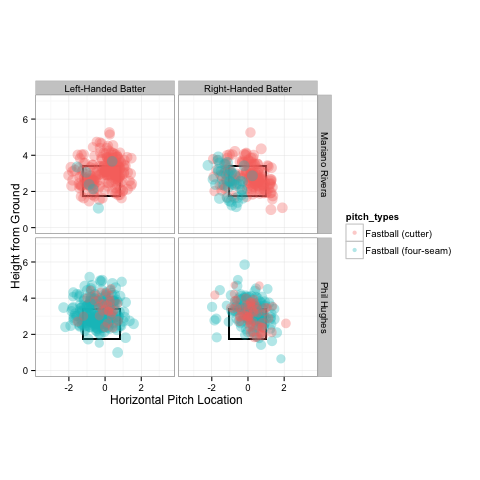 Left-Handed Batter
Right-Handed Batter
6
4
2
0
Mariano Rivera
6
4
2
0
Phil Hughes
Height from Ground
-2
0
2
-2
0
2
Horizontal Pitch Location
pitch_types
Fastball (cutter)
Fastball (four-seam)